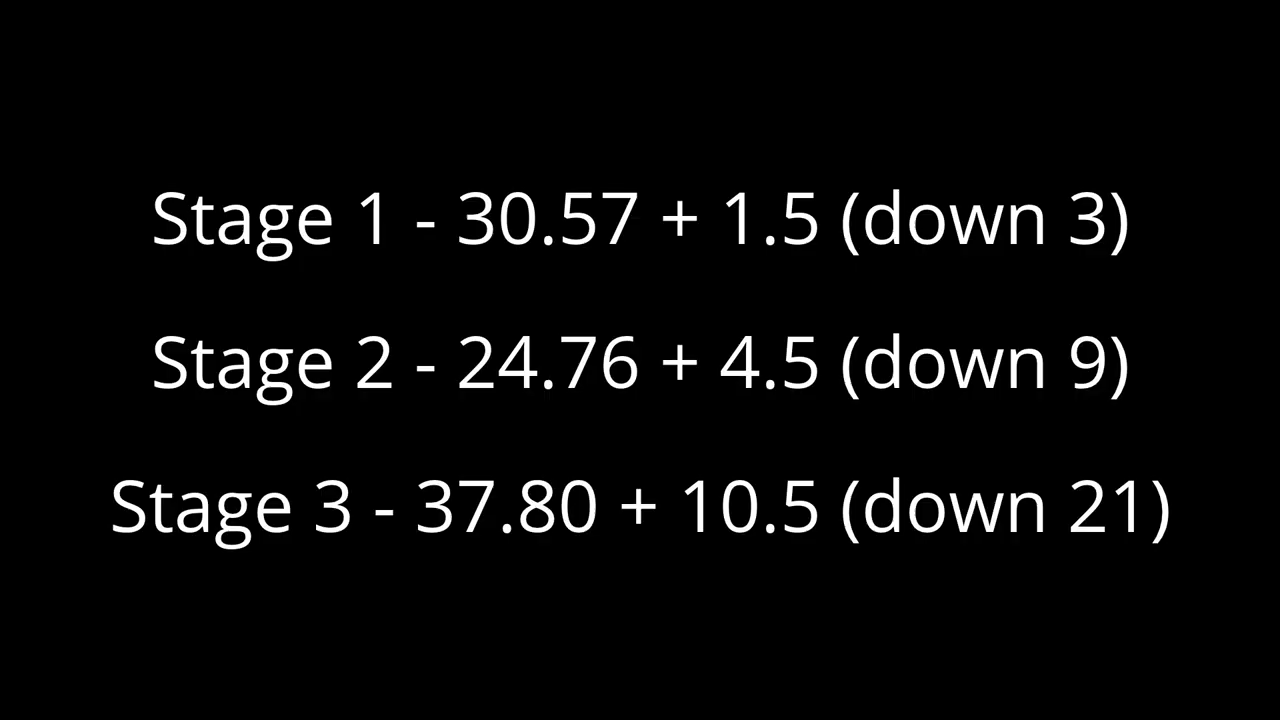 Stage 1 - 30.57 + 1.5 (down 3)
Stage 2 - 24.76 + 4.5 (down 9)
Stage 3 - 37.80 + 10.5 (down 21)